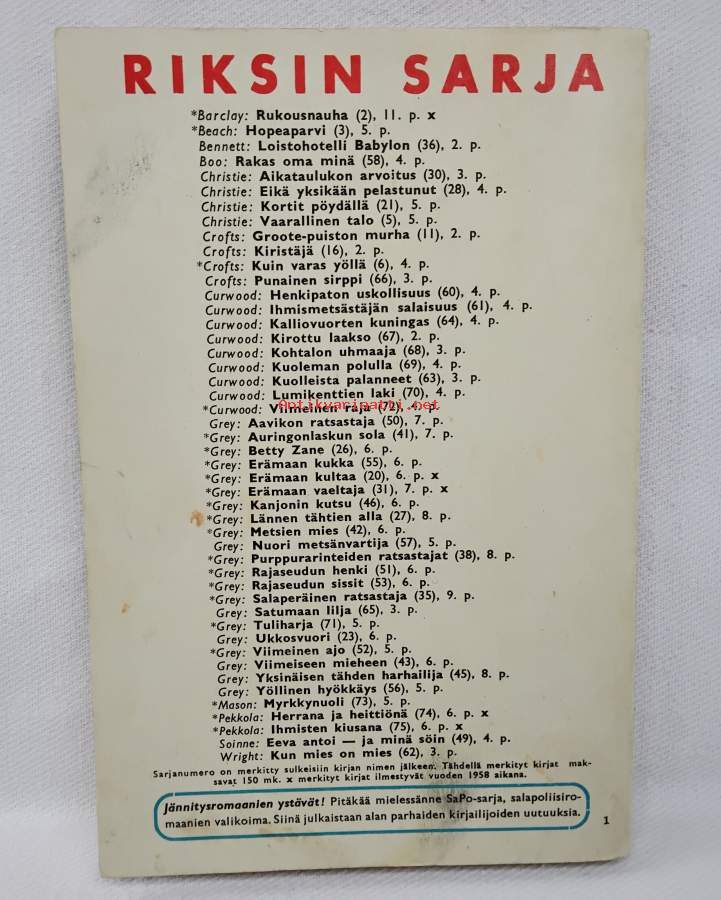 RIKSIN SARJA
*Barclay: Rukousnauha (2), 11. p. x
*Beach: Hopeaparvi (3), 5. p.
Bennett: Loistohotelli Babylon (36), 2. p.
Boo: Rakas oma minä (58), 4. p.
Christie: Aikataulukon arvoitus (30), 3. p.
Christie: Eikä yksikään pelastunut (28), 4. p.
Christie: Kortit pöydällä (21), 5. p.
Christie: Vaarallinen talo (5), 5. p.
Crofts: Groote-puiston murha (11), 2. p.
Crofts: Kiristäjä (16), 2. p.
*Crofts: Kuin varas yöllä (6), 4. p.
Crofts: Punainen sirppi (66), 3. p.
Curwood: Henkipaton uskollisuus (60), 4. p.
Curwood: Ihmismetsästäjän salaisuus (61), 4. p.
Curwood: Kalliovuorten kuningas (64), 4. p.
Curwood: Kirottu laakso (67), 2. p.
Curwood: Kohtalon uhmaaja (68), 3. p.
Curwood: Kuoleman polulla (69), 4. p.
Curwood: Kuolleista palanneet (63), 3. p.
Curwood: Lumikenttien laki (70), 4. p.
Antikvariaatti.net
*Curwood: Viimeinen raja (72), 4. p.
Grey: Aavikon ratsastaja (50), 7. p.
*Grey: Auringonlaskun sola (41), 7. p.
*Grey: Betty Zane (26), 6. p.
*Grey: Erämaan kukka (55), 6. p.
*Grey: Erämaan kultaa (20), 6. p. x
*Grey: Erämaan vaeltaja (31), 7. p. x
*Grey: Kanjonin kutsu (46), 6. p.
*Grey: Lännen tähtien alla (27), 8. p.
*Grey: Metsien mies (42), 6. p.
Grey: Nuori metsänvartija (57), 5. p.
*Grey: Purppurarinteiden ratsastajat (38), 8. p.
*Grey: Rajaseudun henki (51), 6. p.
*Grey: Rajaseudun sissit (53), 6. p.
*Grey: Salaperäinen ratsastaja (35), 9. p.
Grey: Satumaan lilja (65), 3. p.
*Grey: Tuliharja (71), 5. p.
Grey: Ukkosvuori (23), 6. p.
*Grey: Viimeinen ajo (52), 5. p.
Grey: Viimeiseen mieheen (43), 6. p.
Grey: Yksinäisen tähden harhailija (45), 8. p.
Grey: Yöllinen hyökkäys (56), 5. p.
*Mason: Myrkkynuoli (73), 5. p.
*Pekkola: Herrana ja heittiönä (74), 6. p. x
*Pekkola: Ihmisten kiusana (75), 6. p. x
Soinne: Eeva antoi — ja minä söin (49), 4. p.
Wright: Kun mies on mies (62), 3. p.
Sarjanumero on merkitty sulkeisiin kirjan nimen jälkeen. Tähdellä merkityt kirjat mak-
savat 150 mk. x merkityt kirjat ilmestyvät vuoden 1958 aikana.
Jännitysromaanien ystävät! Pitäkää mielessänne SaPo-sarja, salapoliisiro-
maanien valikoima. Siinä julkaistaan alan parhaiden kirjailijoiden uutuuksia.
1